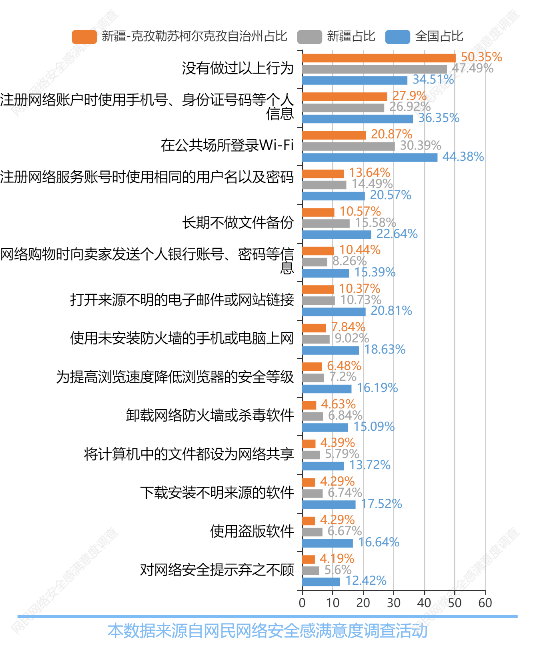 新疆-克孜勒苏柯尔克孜自治州占比 新疆占比 全国占比
没有做过以上行为 50.35% 47.49% 34.51%
注册网络账户时使用手机号、身份证号码等个人
信息 27.9% 26.92% 36.35%
在公共场所登录Wi-Fi 20.87% 30.39% 44.38%
注册网络服务账号时使用相同的用户名以及密码 13.64% 14.49% 20.57%
长期不做文件备份 10.57% 15.58% 22.64%
网络购物时向卖家发送个人银行账号、密码等信
息 10.44% 8.26% 15.39%
打开来源不明的电子邮件或网站链接 10.37% 10.73% 20.81%
使用未安装防火墙的手机或电脑上网 7.84% 9.02% 18.63%
为提高浏览速度降低浏览器的安全等级 6.48% 7.2% 16.19%
卸载网络防火墙或杀毒软件 4.63% 6.84% 15.09%
将计算机中的文件都设为网络共享 4.39% 5.79% 13.72%
下载安装不明来源的软件 4.29% 6.74% 17.52%
使用盗版软件 4.29% 6.67% 16.64%
对网络安全提示弃之不顾 4.19% 5.6% 12.42%
0 10 20 30 40 50 60
本数据来源自网民网络安全感满意度调查活动